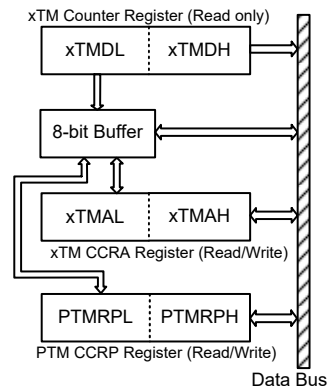 xTM Counter Register (Read only)
xTMDL xTMDH
8-bit Buffer
xTMAL xTMAH
xTM CCRA Register (Read/Write)
PTMRPL PTMRPH
PTM CCRP Register (Read/Write)
Data Bus